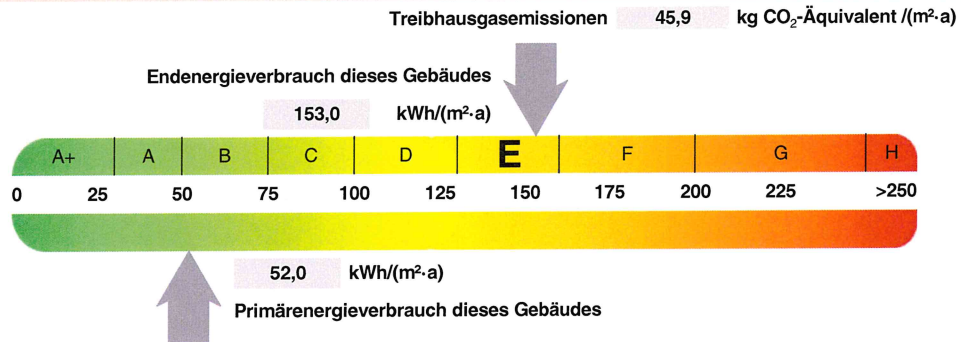 Treibhausgasemissionen 45,9 kg CO₂-Äquivalent /(m²·a)
Endenergieverbrauch dieses Gebäudes
153,0 kWh/(m²·a)
A+ A B C D E F G H
0 25 50 75 100 125 150 175 200 225 >250
52,0 kWh/(m²·a)
Primärenergieverbrauch dieses Gebäudes